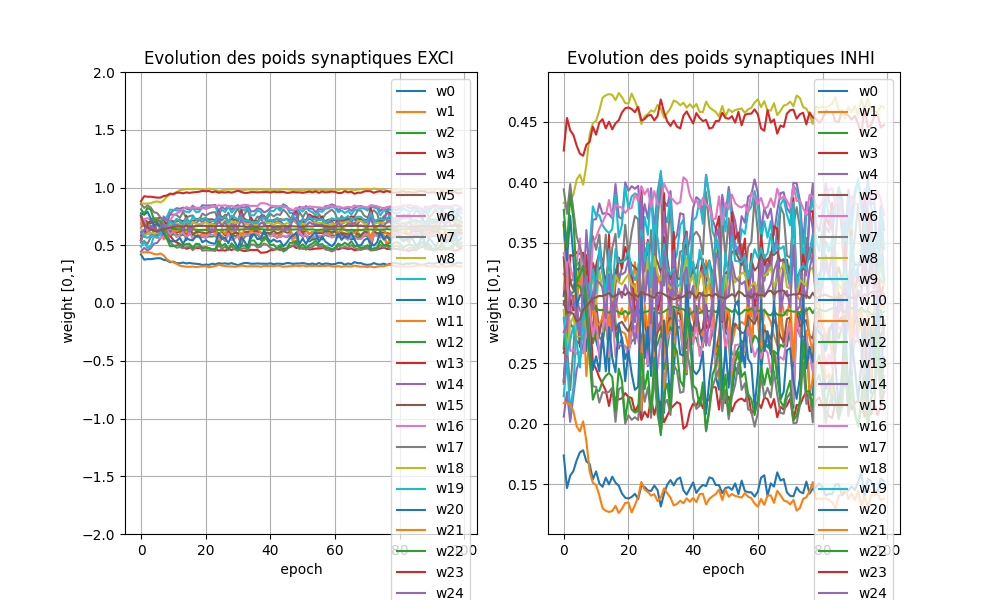 Evolution des poids synaptiques EXCI
weight [0,1]
2.0
1.5
1.0
0.5
0.0
−0.5
−1.0
−1.5
−2.0
0
20
40
60
80
100
epoch
w0
w1
w2
w3
w4
w5
w6
w7
w8
w9
w10
w11
w12
w13
w14
w15
w16
w17
w18
w19
w20
w21
w22
w23
w24
Evolution des poids synaptiques INHI
weight [0,1]
0.45
0.40
0.35
0.30
0.25
0.20
0.15
0
20
40
60
80
100
epoch
w0
w1
w2
w3
w4
w5
w6
w7
w8
w9
w10
w11
w12
w13
w14
w15
w16
w17
w18
w19
w20
w21
w22
w23
w24